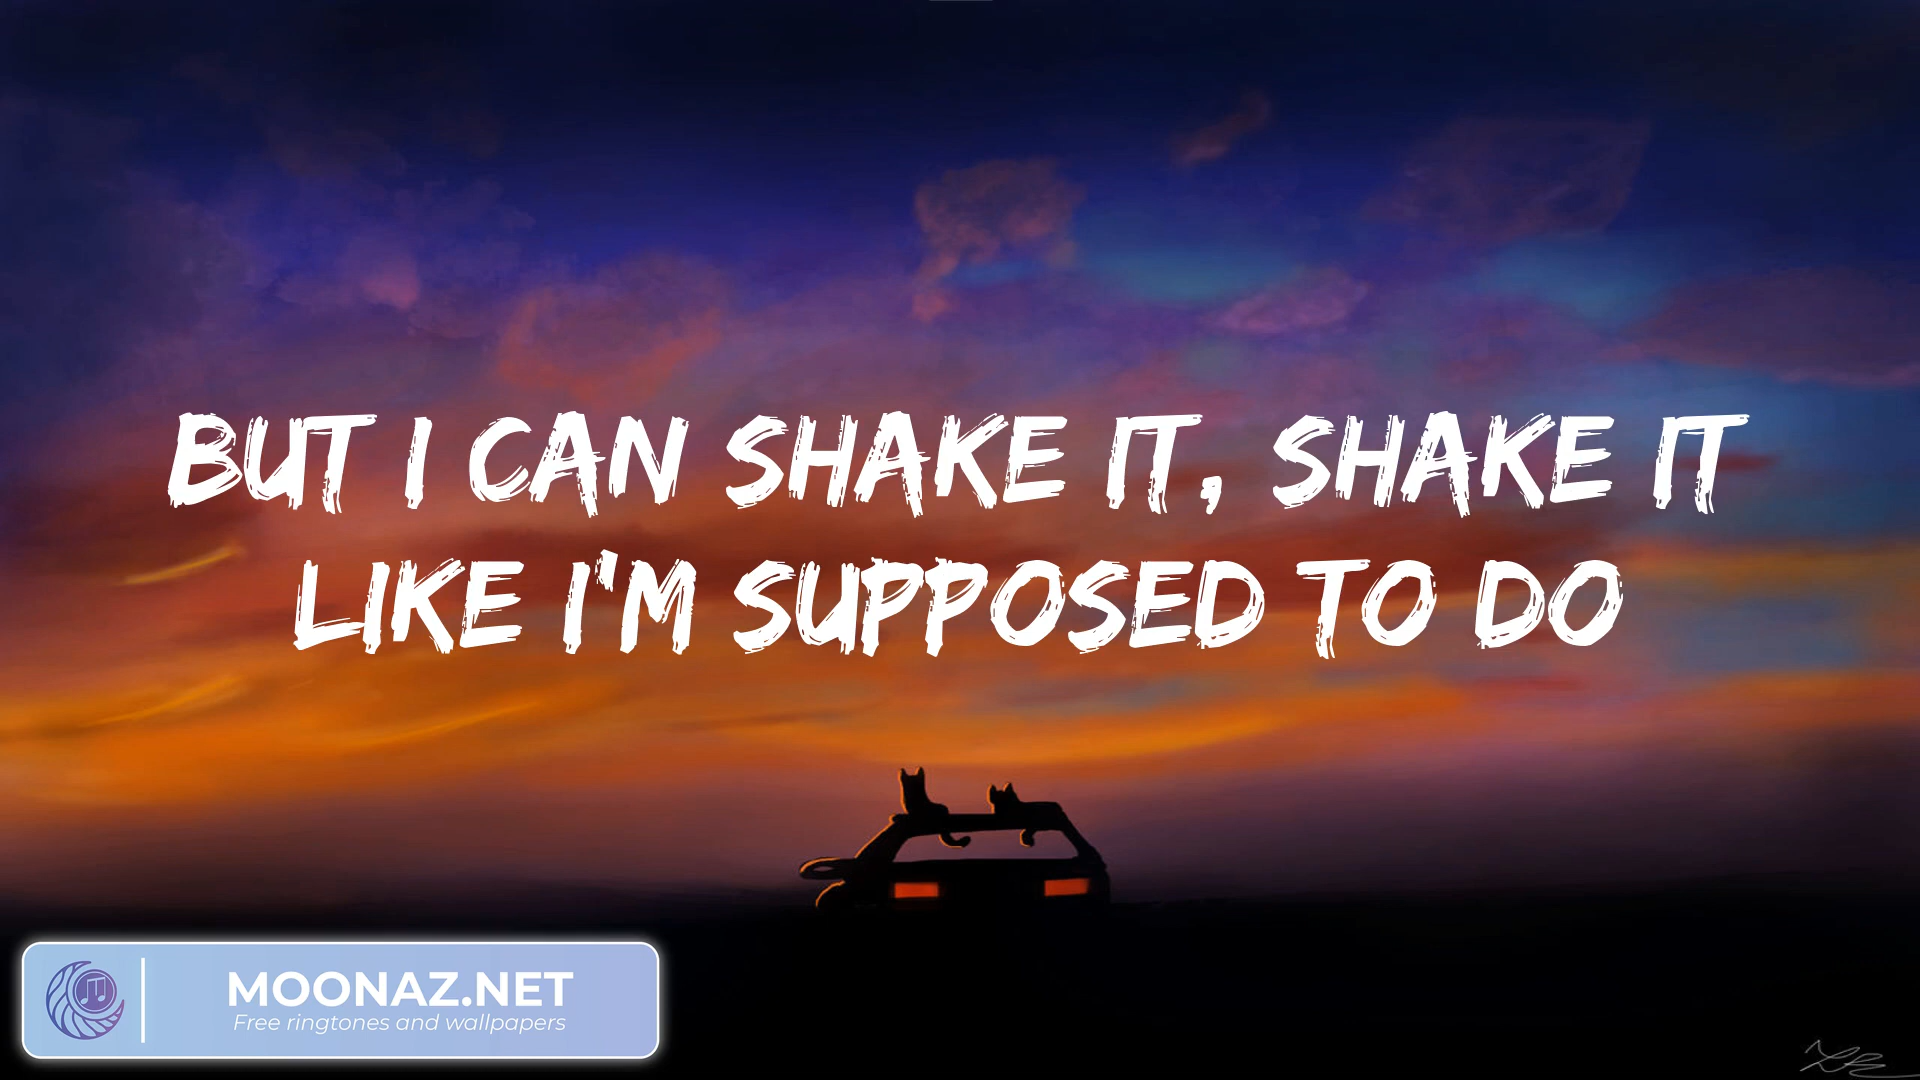 BUT I CAN SHAKE IT, SHAKE IT
LIKE I'M SUPPOSED TO DO
MOONAZ.NET
Free ringtones and wallpapers